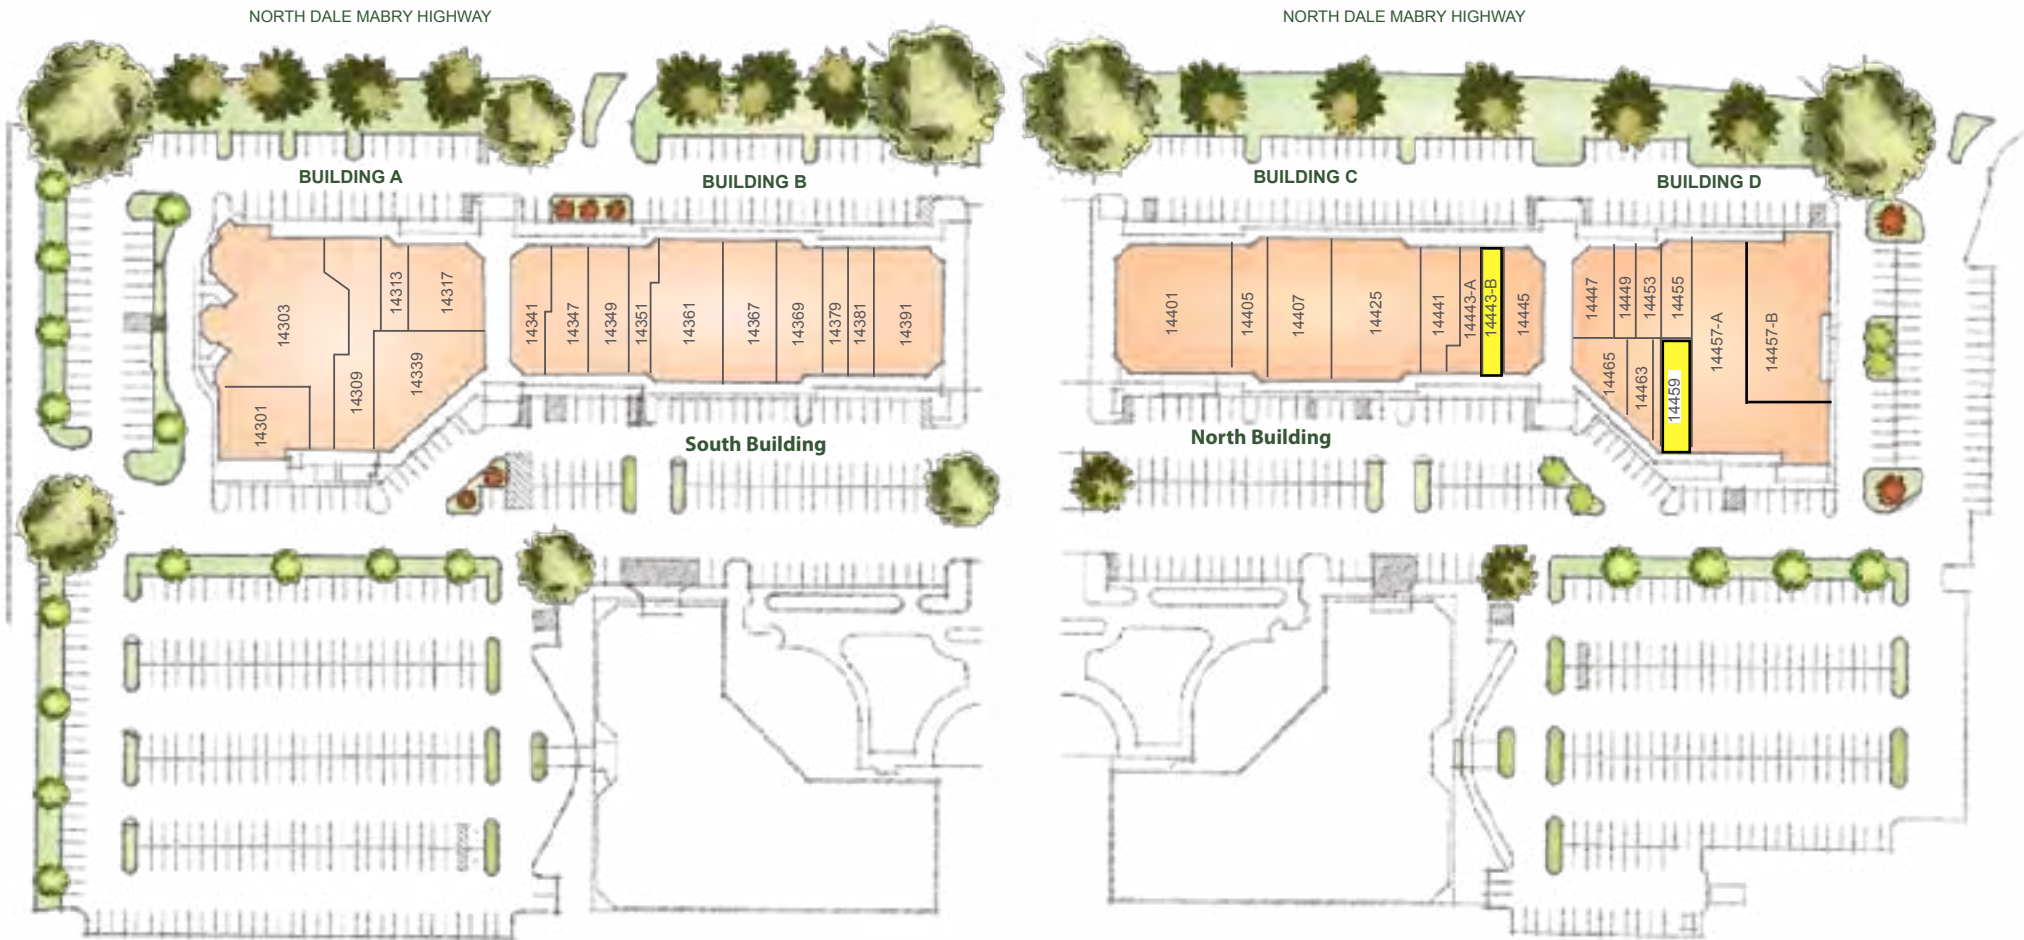 NORTH DALE MABRY HIGHWAY
NORTH DALE MABRY HIGHWAY
BUILDING A
BUILDING B
BUILDING C
BUILDING D
14303
14313
14317
14309
14339
14301
14341
14347
14349
14351
14361
14367
14369
14379
14381
14391
14401
14405
14407
14425
14441
14443-A
14443-B
14445
14447
14449
14453
14455
14457-A
14457-B
14465
14463
14459
South Building
North Building